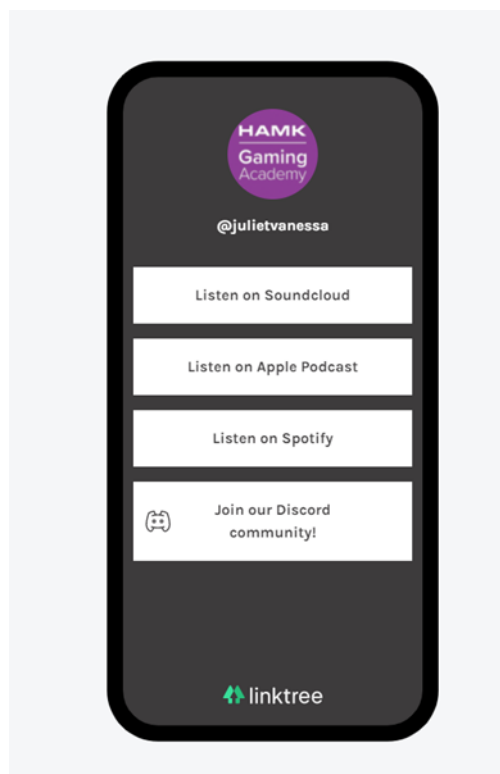 HAMK
Gaming
Academy
@julietvanessa
Listen on Soundcloud
Listen on Apple Podcast
Listen on Spotify
Join our Discord
community!
linktree